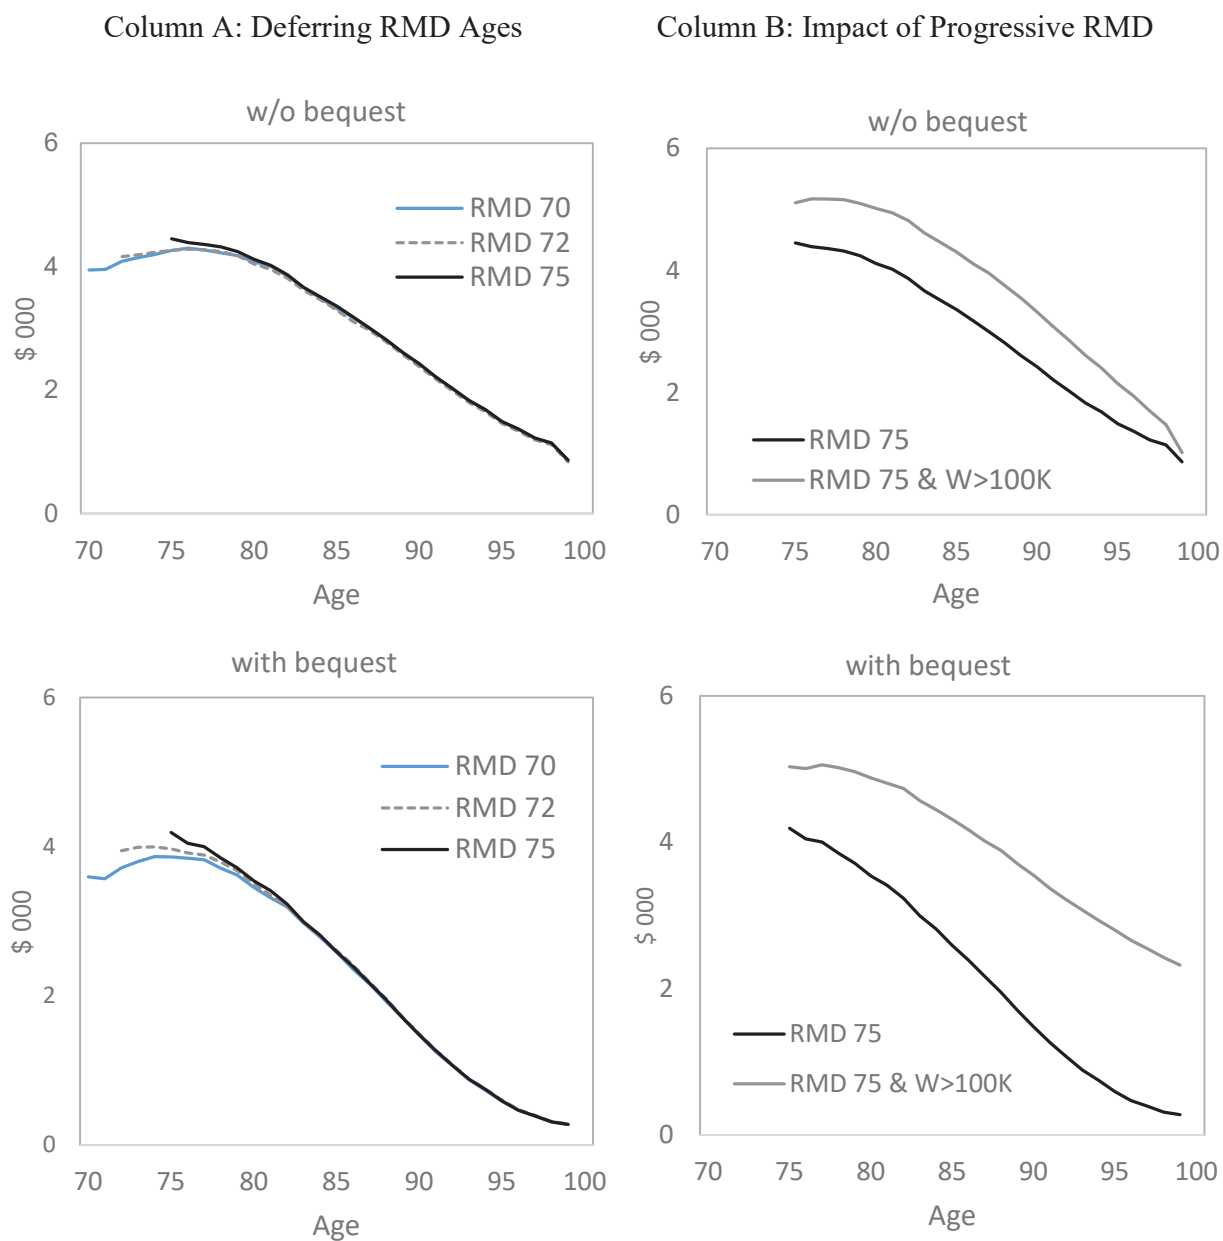 Column A: Deferring RMD Ages
Column B: Impact of Progressive RMD
w/o bequest
6
4
2
0
$ 000
RMD 70
RMD 72
RMD 75
70 75 80 85 90 95 100
Age
w/o bequest
6
4
2
0
$ 000
RMD 75
RMD 75 & W>100K
70 75 80 85 90 95 100
Age
with bequest
6
4
2
0
$ 000
RMD 70
RMD 72
RMD 75
70 75 80 85 90 95 100
Age
with bequest
6
4
2
0
$ 000
RMD 75
RMD 75 & W>100K
70 75 80 85 90 95 100
Age